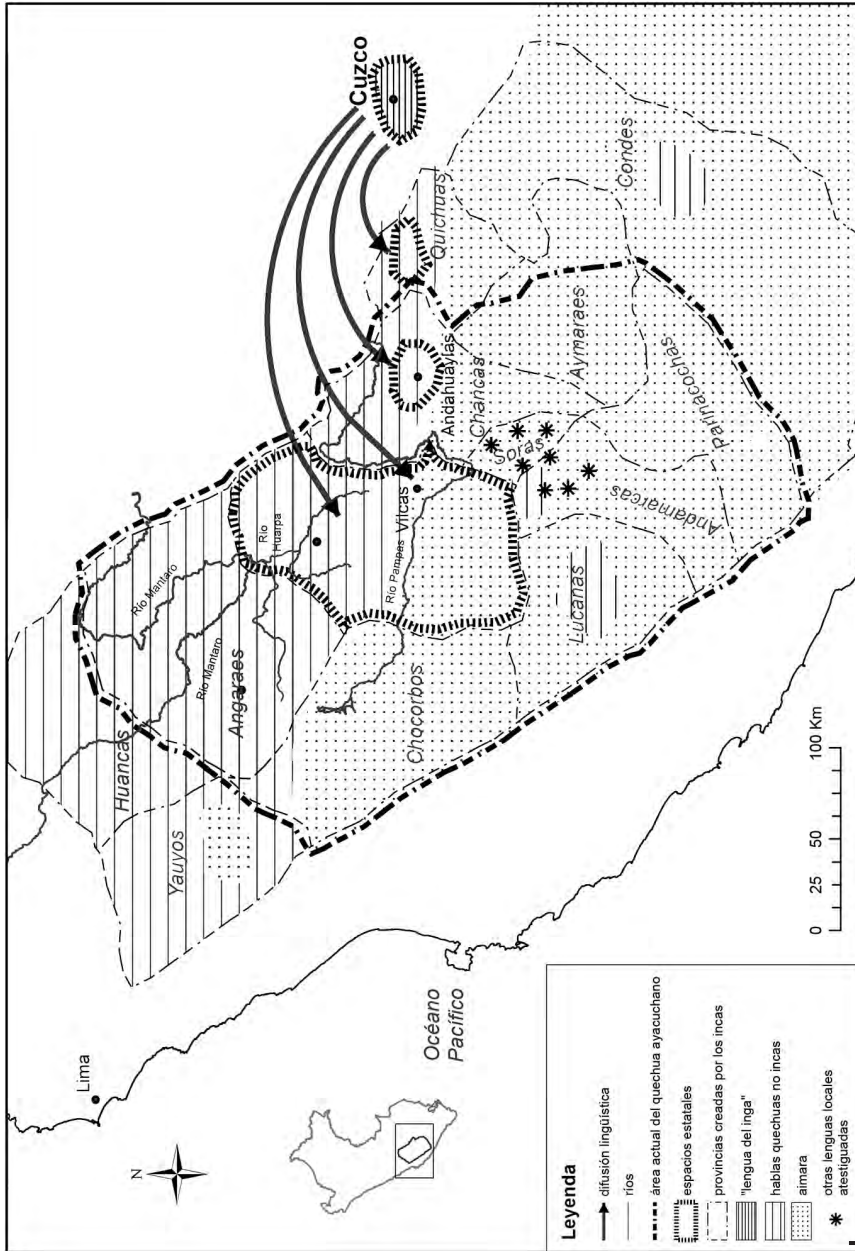 Cuzco
Quichuas
Condes
Andahuaylas
Chancas
Aymaraes
Parinacochas
Soras
Andamarcas
Vilcas
Río Pampas
Río
Huarpa
Lucanas
Río Mantaro
Río Mantaro
Angaraes
Chocorbos
Huancas
Yauyos
Lima
Océano
Pacífico
N
0 25 50 100 Km
Leyenda
difusión lingüística
ríos
área actual del quechua ayacuchano
espacios estatales
provincias creadas por los incas
"lengua del inga"
hablas quechuas no incas
aimara
otras lenguas locales
atestiguadas